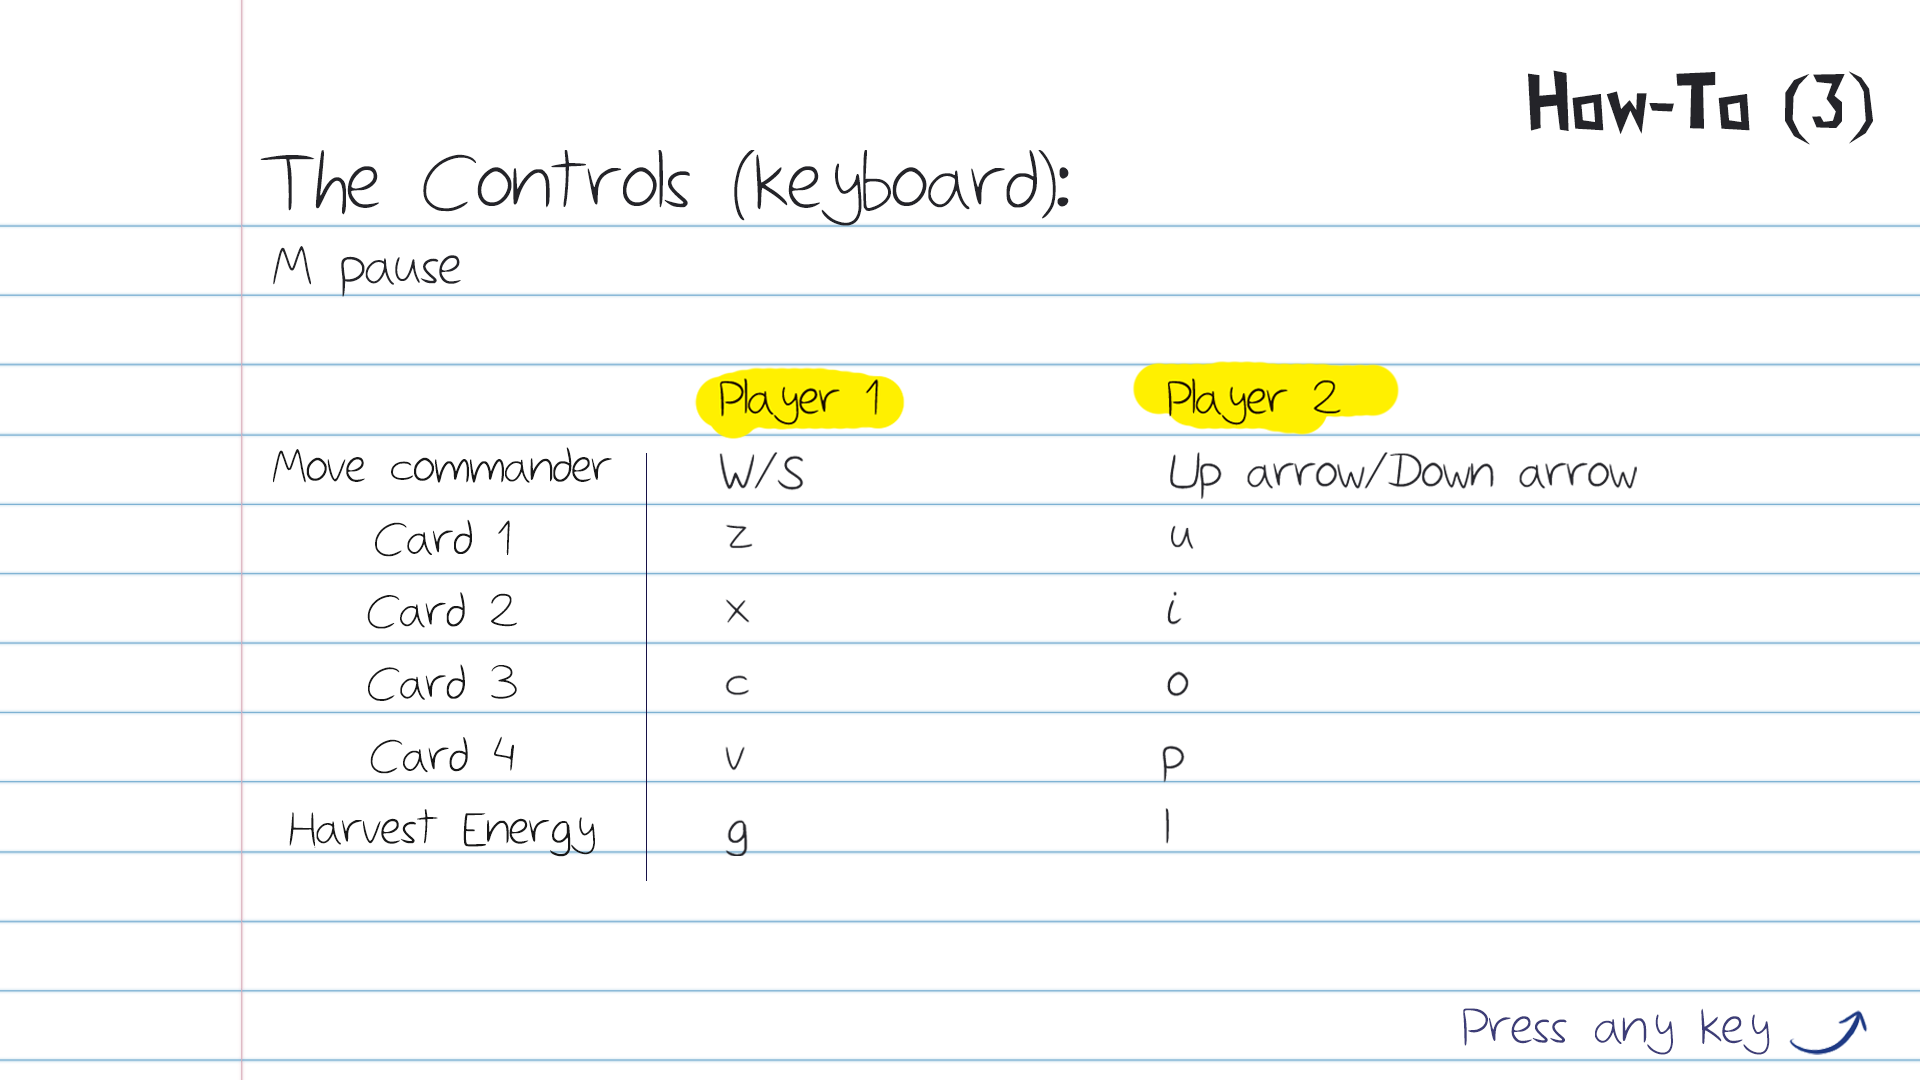 How-To (3)
The Controls (keyboard):
M pause
Player 1 Player 2
Move commander W/S Up arrow/Down arrow
Card 1 z u
Card 2 x i
Card 3 c o
Card 4 v p
Harvest Energy g l
Press any key